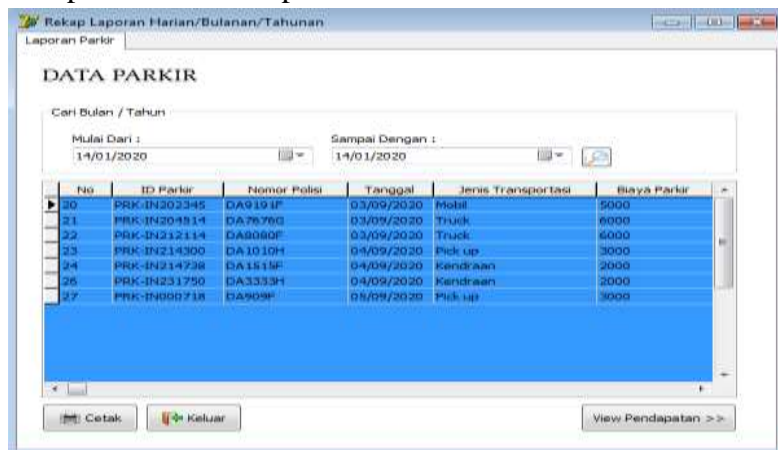 Rekap Laporan Harian/Bulanan/Tahunan
Laporan Parkir
DATA PARKIR
Cari Bulan / Tahun
Mulai Dari : Sampai Dengan :
14/01/2020 14/01/2020
No ID Parkir Nomor Polisi Tanggal Jenis Transportasi Biaya Parkir
20 PRK-IN202345 DA9191F 03/09/2020 Mobil 5000
21 PRK-IN204514 DA7676G 03/09/2020 Truck 6000
22 PRK-IN212114 DA8080F 03/09/2020 Truck 6000
23 PRK-IN214300 DA1010H 04/09/2020 Pick up 3000
24 PRK-IN214738 DA1515F 04/09/2020 Kendraan 2000
26 PRK-IN231750 DA3333H 04/09/2020 Kendraan 2000
27 PRK-IN000718 DA909F 05/09/2020 Pick up 3000
Cetak Keluar View Pendapatan >>